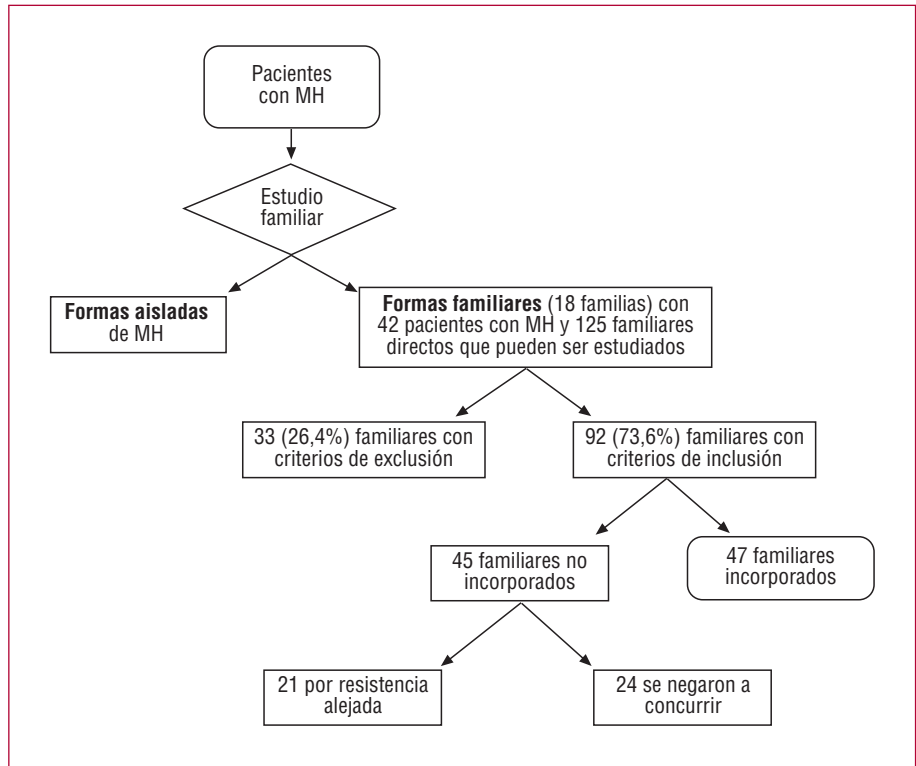 Pacientes
con MH
Estudio
familiar
Formas aisladas
de MH
Formas familiares (18 familias) con
42 pacientes con MH y 125 familiares
directos que pueden ser estudiados
33 (26,4%) familiares con
criterios de exclusión
92 (73,6%) familiares con
criterios de inclusión
45 familiares no
incorporados
47 familiares
incorporados
21 por resistencia
alejada
24 se negaron a
concurrir